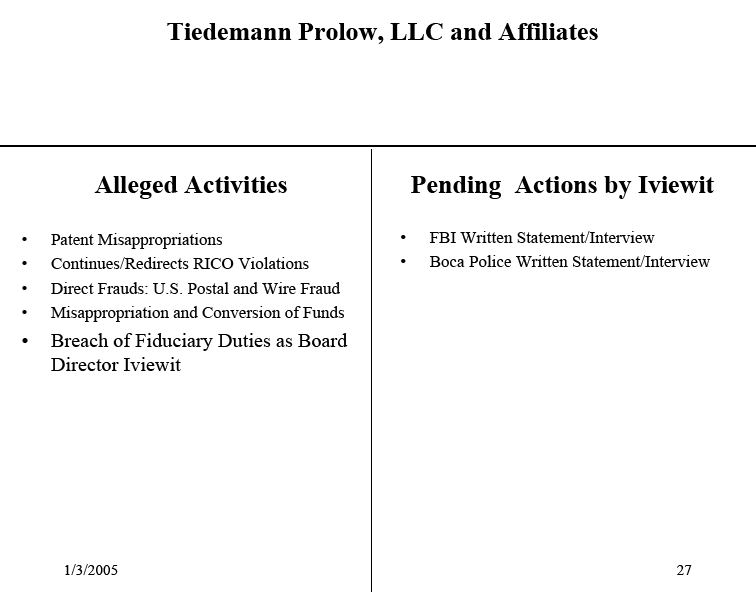 Tiedemann Prolow, LLC and Affiliates
Alleged Activities
• Patent Misappropriations
• Continues/Redirects RICO Violations
• Direct Frauds: U.S. Postal and Wire Fraud
• Misappropriation and Conversion of Funds
• Breach of Fiduciary Duties as Board
Director Iviewit
Pending  Actions by Iviewit
• FBI Written Statement/Interview
• Boca Police Written Statement/Interview
1/3/2005
27